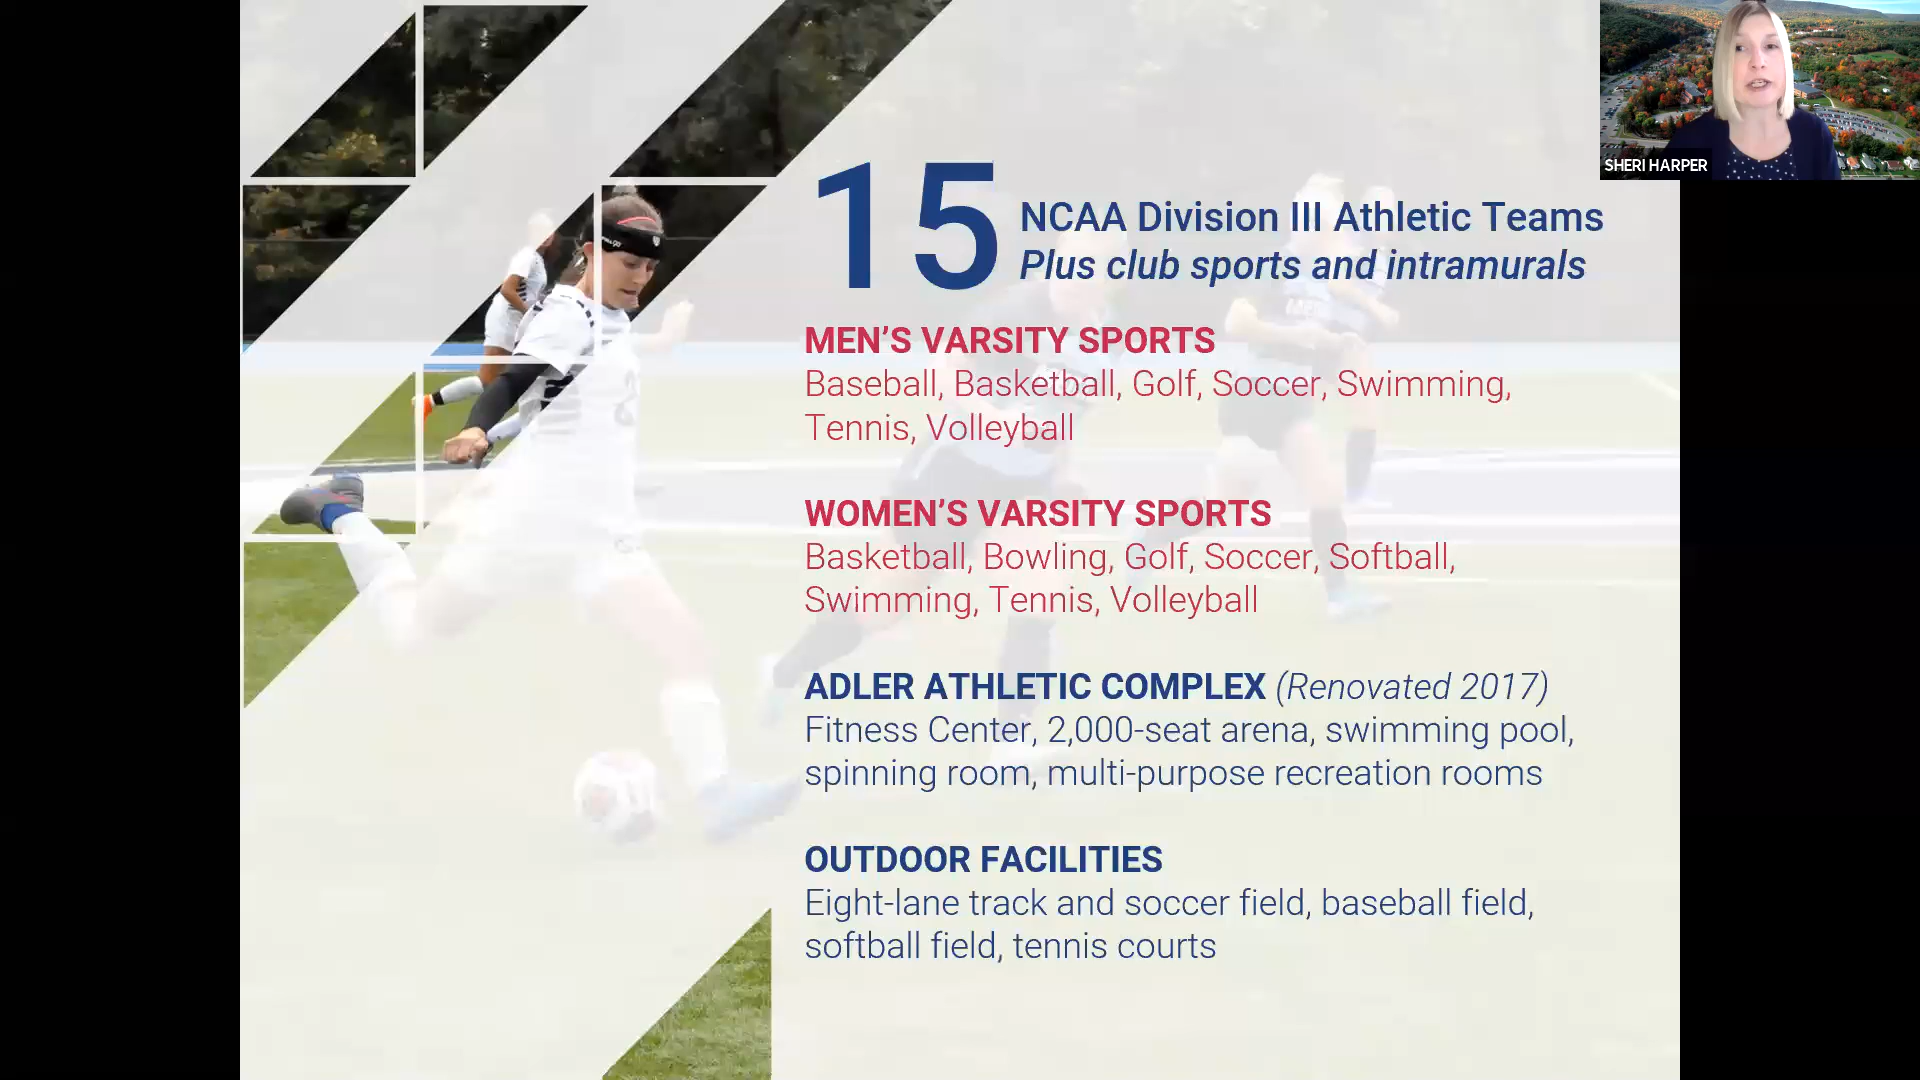 SHERI HARPER
15 NCAA Division III Athletic Teams
Plus club sports and intramurals
MEN'S VARSITY SPORTS
Baseball, Basketball, Golf, Soccer, Swimming,
Tennis, Volleyball
WOMEN'S VARSITY SPORTS
Basketball, Bowling, Golf, Soccer, Softball,
Swimming, Tennis, Volleyball
ADLER ATHLETIC COMPLEX (Renovated 2017)
Fitness Center, 2,000-seat arena, swimming pool,
spinning room, multi-purpose recreation rooms
OUTDOOR FACILITIES
Eight-lane track and soccer field, baseball field,
softball field, tennis courts